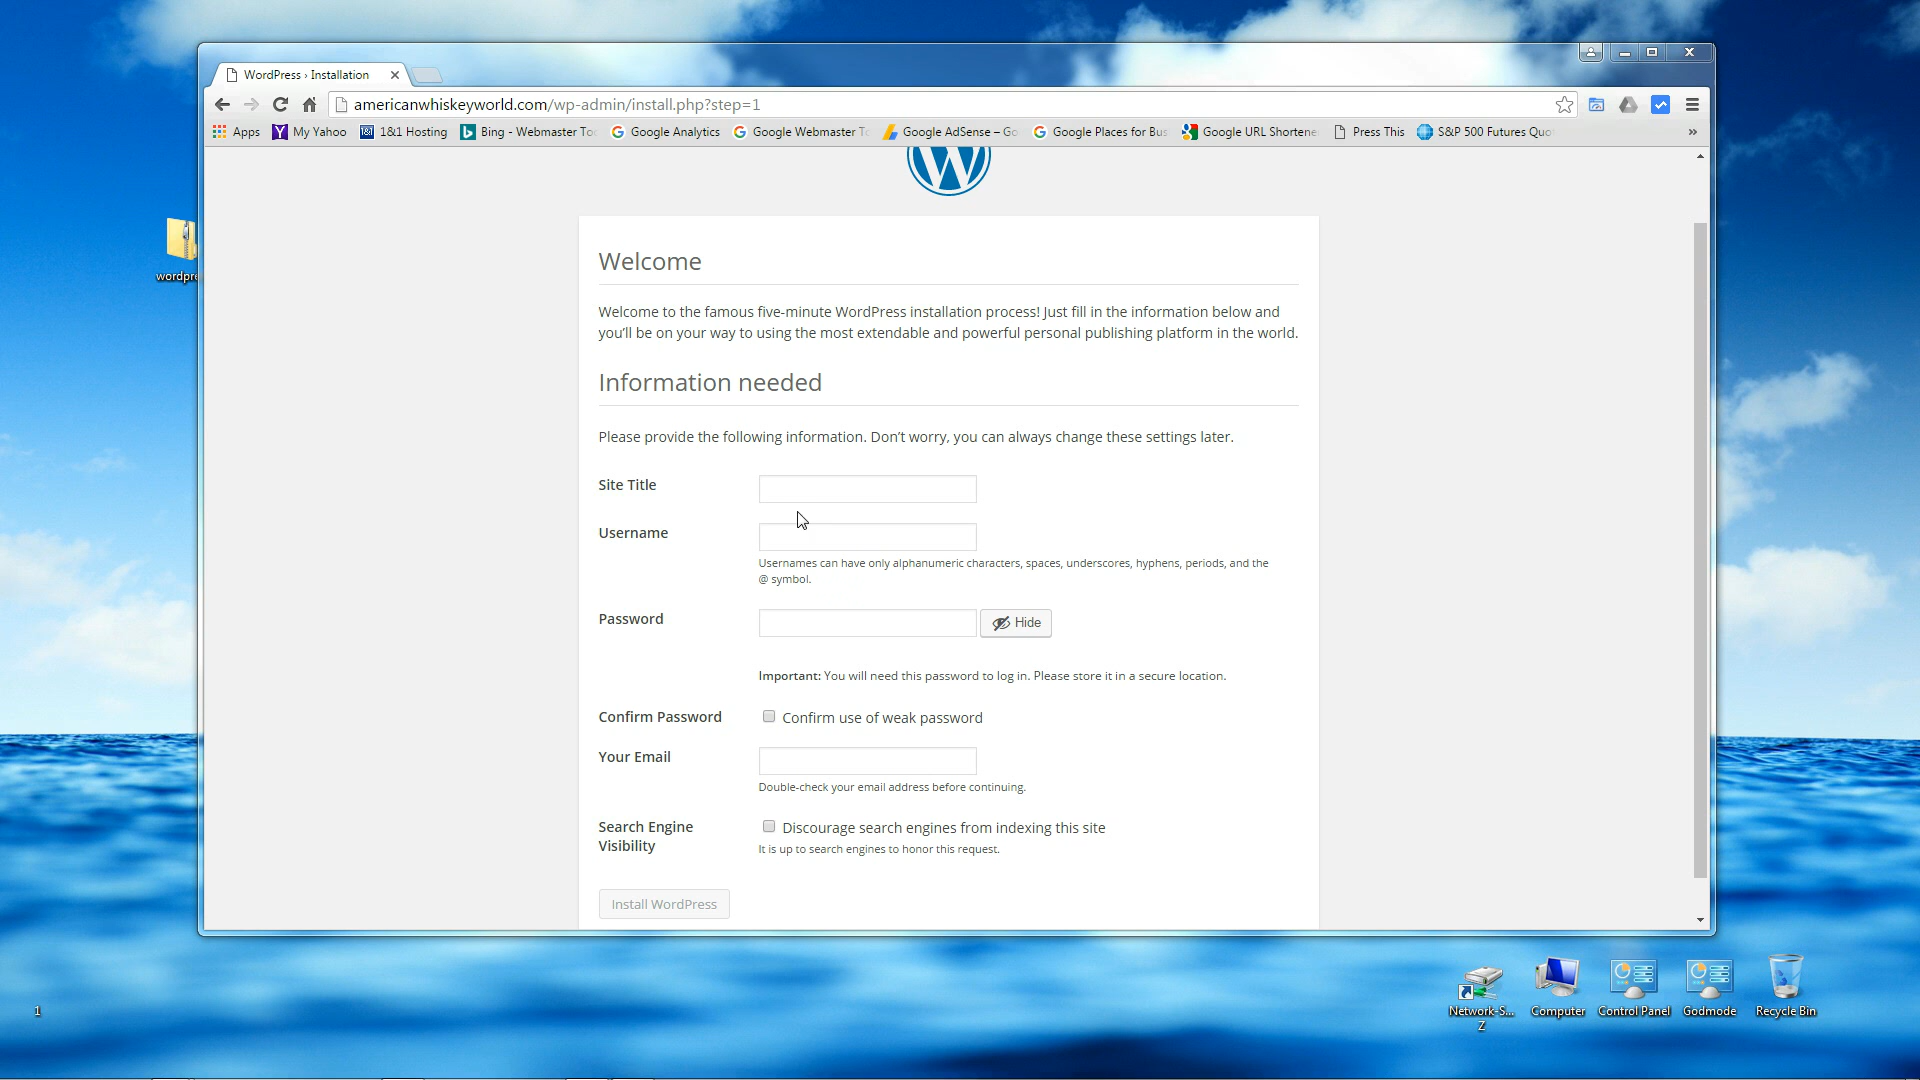 WordPress › Installation
americanwhiskeyworld.com/wp-admin/install.php?step=1
Apps My Yahoo 1&1 Hosting Bing - Webmaster Too Google Analytics Google Webmaster To Google AdSense – Go Google Places for Bus Google URL Shortene Press This S&P 500 Futures Quo »
wordpre
Welcome
Welcome to the famous five-minute WordPress installation process! Just fill in the information below and
you’ll be on your way to using the most extendable and powerful personal publishing platform in the world.
Information needed
Please provide the following information. Don’t worry, you can always change these settings later.
Site Title
Username
Usernames can have only alphanumeric characters, spaces, underscores, hyphens, periods, and the
@ symbol.
Password
Hide
Important: You will need this password to log in. Please store it in a secure location.
Confirm Password
Confirm use of weak password
Your Email
Double-check your email address before continuing.
Search Engine
Visibility
Discourage search engines from indexing this site
It is up to search engines to honor this request.
Install WordPress
1
Network-S...
Z
Computer
Control Panel
Godmode
Recycle Bin